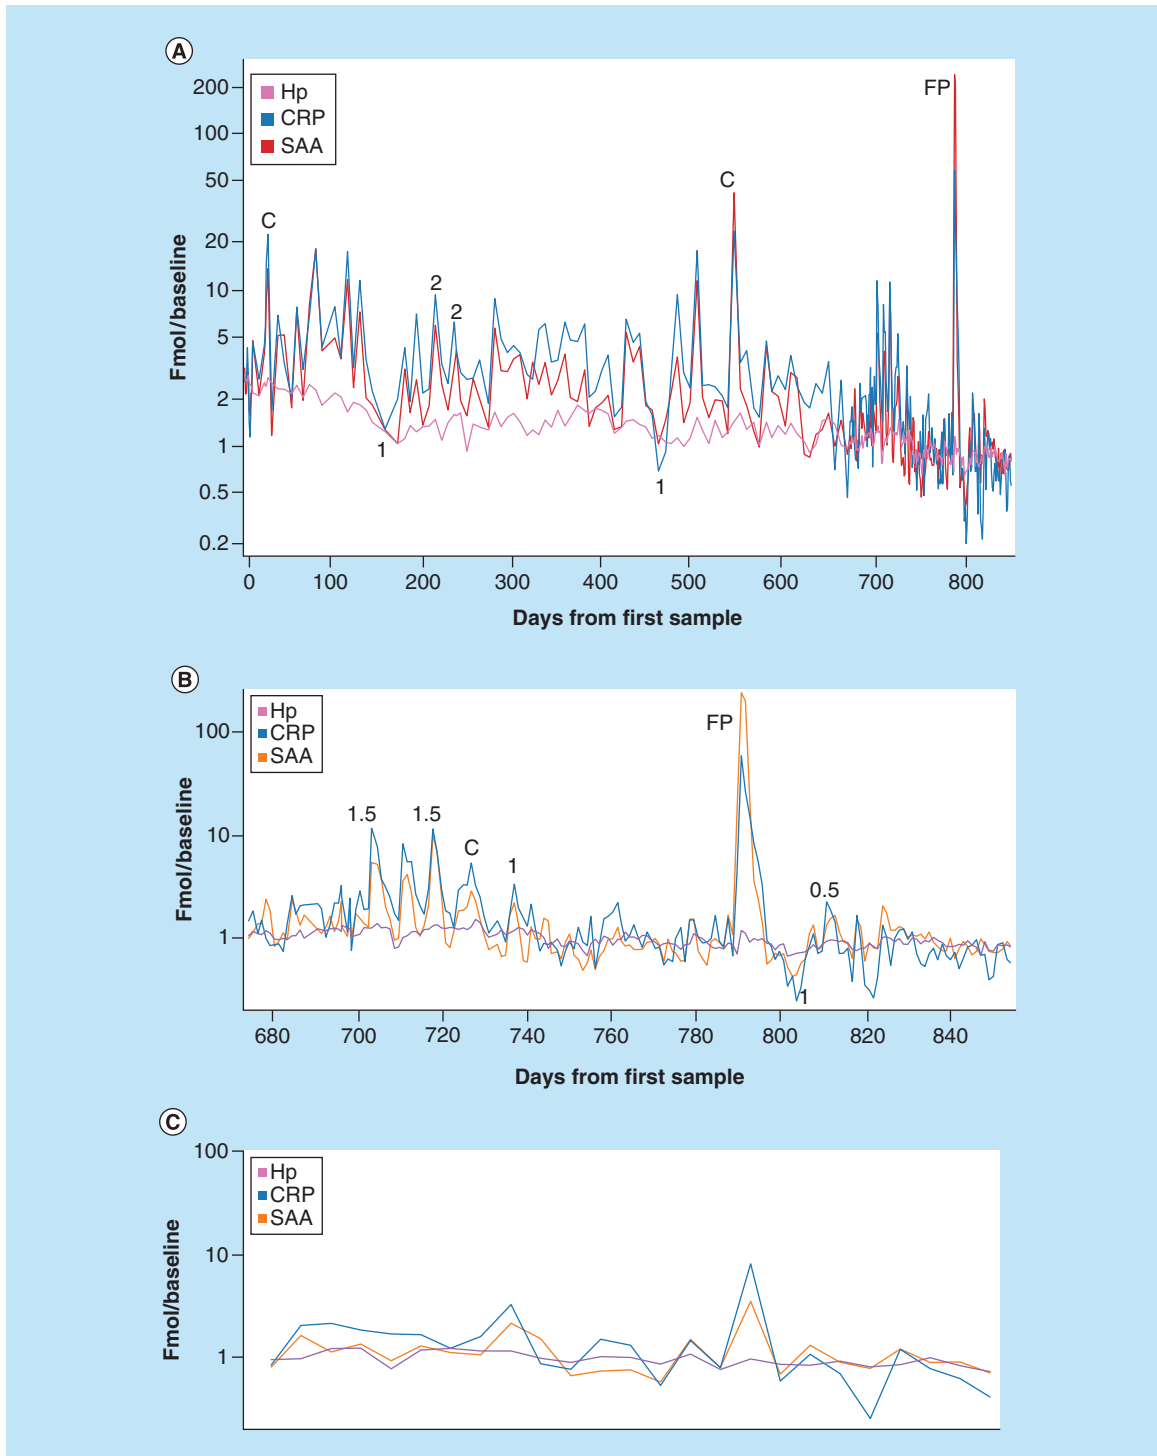 A
Hp
CRP
SAA
200
100
50
20
10
5
2
1
0.5
0.2
Fmol/baseline
C
2
2
1
1
C
FP
0 100 200 300 400 500 600 700 800
Days from first sample
B
Hp
CRP
SAA
100
10
1
Fmol/baseline
1.5
1.5
C
1
FP
0.5
1
680 700 720 740 760 780 800 820 840
Days from first sample
C
Hp
CRP
SAA
100
10
1
Fmol/baseline